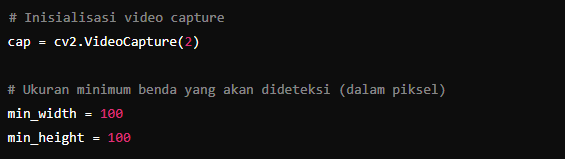 # Inisialisasi video capture
cap = cv2.VideoCapture(2)
# Ukuran minimum benda yang akan dideteksi (dalam piksel)
min_width = 100
min_height = 100